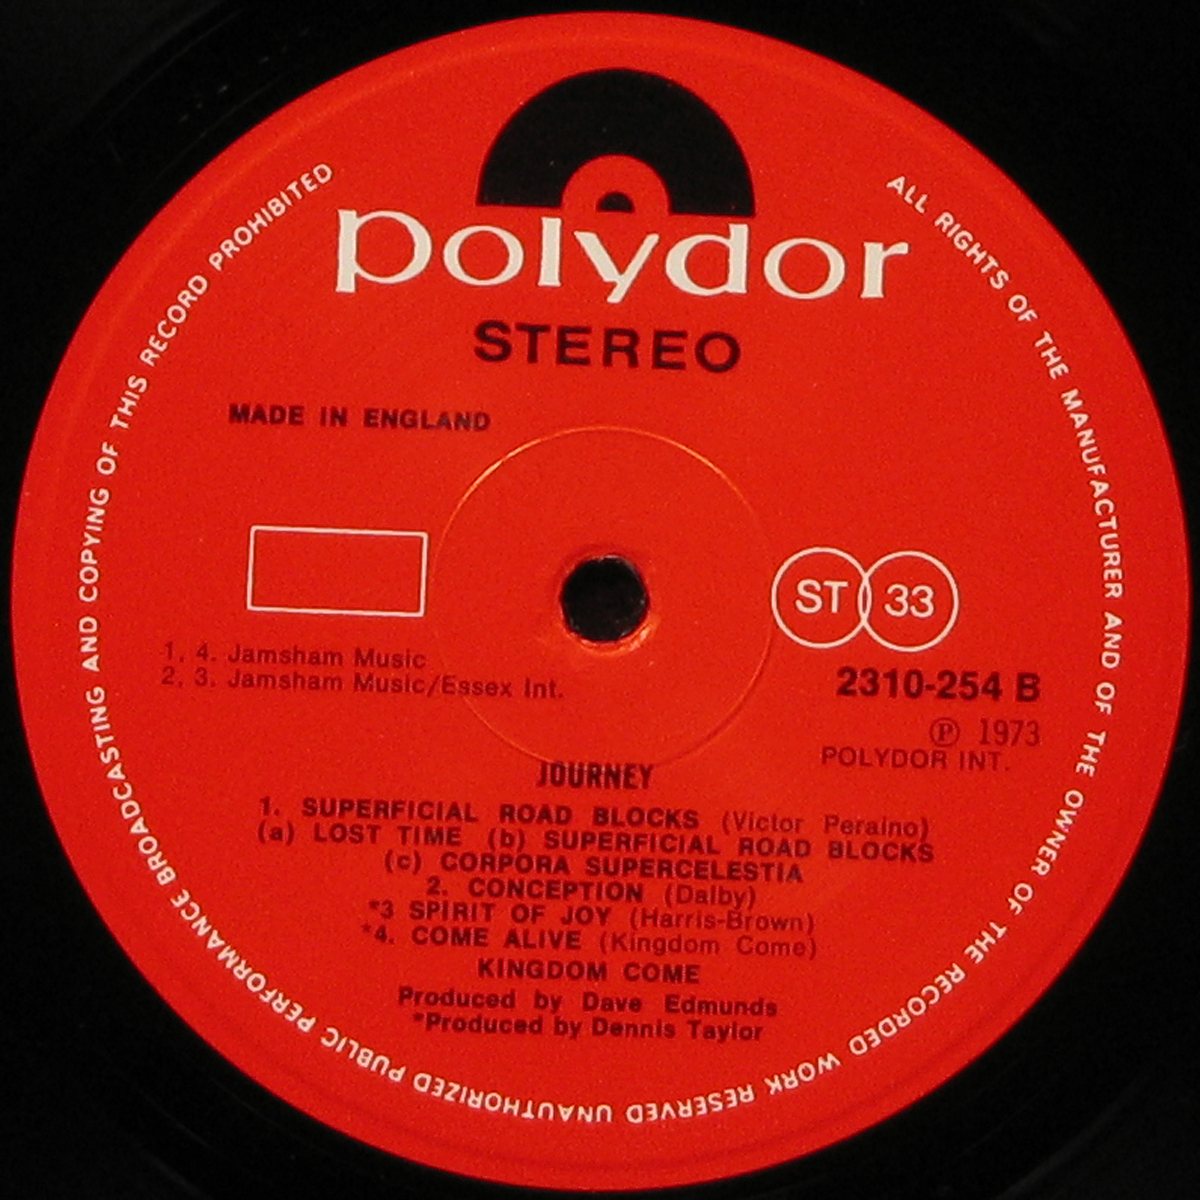 polydor
STEREO
MADE IN ENGLAND
ST 33
1. 4. Jamsham Music
2. 3. Jamsham Music/Essex Int.
2310-254 B
℗ 1973
POLYDOR INT.
JOURNEY
1. SUPERFICIAL ROAD BLOCKS (Victor Peraino)
(a) LOST TIME (b) SUPERFICIAL ROAD BLOCKS
(c) CORPORA SUPERCELESTIA
2. CONCEPTION (Dalby)
*3 SPIRIT OF JOY (Harris-Brown)
*4. COME ALIVE (Kingdom Come)
KINGDOM COME
Produced by Dave Edmunds
*Produced by Dennis Taylor
ALL RIGHTS OF THE MANUFACTURER AND OF THE OWNER OF THE RECORDED WORK RESERVED UNAUTHORIZED PUBLIC PERFORMANCE BROADCASTING AND COPYING OF THIS RECORD PROHIBITED